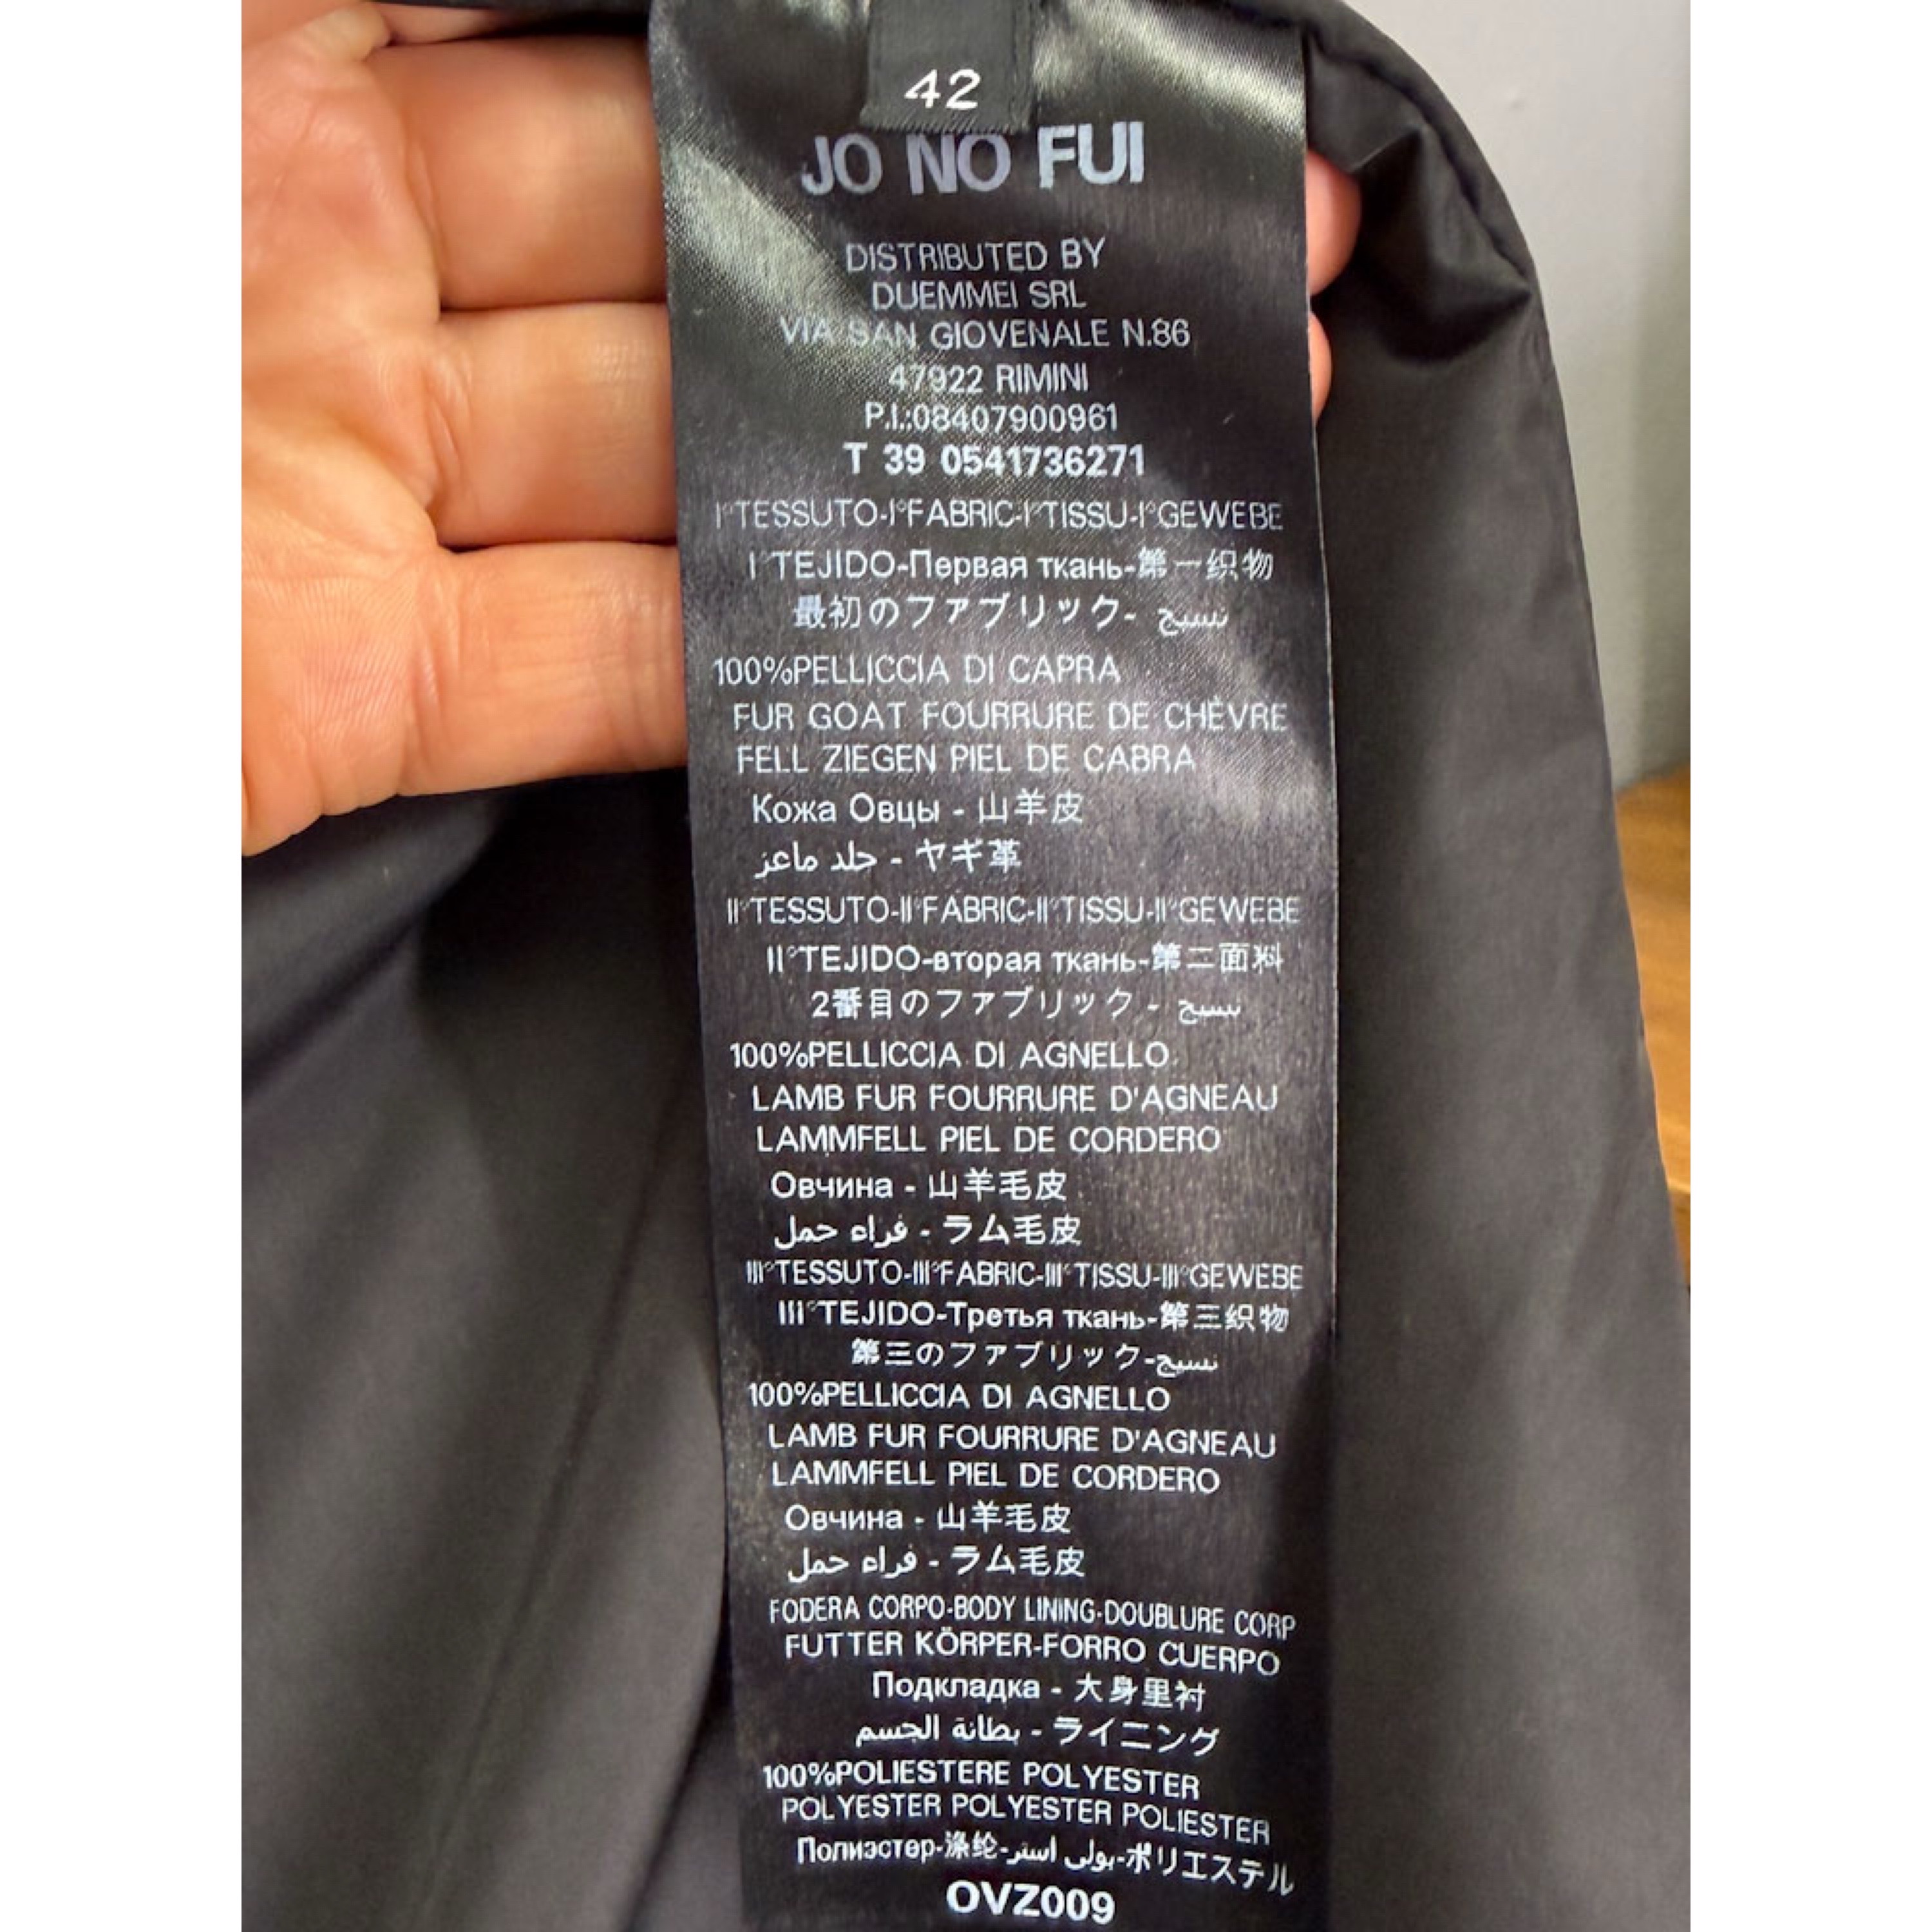 42
JO NO FUI
DISTRIBUTED BY
DUEMMEI SRL
VIA SAN GIOVENALE N.86
47922 RIMINI
P.I.:08407900961
T 39 0541736271
I°TESSUTO-I°FABRIC-I°TISSU-I°GEWEBE
I°TEJIDO-Первая ткань-第一织物
最初のファブリック- نسيج
100%PELLICCIA DI CAPRA
FUR GOAT FOURRURE DE CHÈVRE
FELL ZIEGEN PIEL DE CABRA
Кожа Овцы - 山羊皮
جلد ماعز - ヤギ革
II°TESSUTO-II°FABRIC-II°TISSU-II°GEWEBE
II°TEJIDO-вторая ткань-第二面料
2番目のファブリック - نسيج
100%PELLICCIA DI AGNELLO
LAMB FUR FOURRURE D'AGNEAU
LAMMFELL PIEL DE CORDERO
Овчина - 山羊毛皮
فراء حمل - ラム毛皮
III°TESSUTO-III°FABRIC-III°TISSU-III°GEWEBE
III°TEJIDO-Третья ткань-第三织物
第三のファブリック-نسيج
100%PELLICCIA DI AGNELLO
LAMB FUR FOURRURE D'AGNEAU
LAMMFELL PIEL DE CORDERO
Овчина - 山羊毛皮
فراء حمل - ラム毛皮
FODERA CORPO-BODY LINING-DOUBLURE CORP
FUTTER KÖRPER-FORRO CUERPO
Подкладка - 大身里衬
بطانة الجسم - ライニング
100%POLIESTERE POLYESTER
POLYESTER POLYESTER POLIESTER
Полиэстер-涤纶-بولي استر-ポリエステル
OVZ009